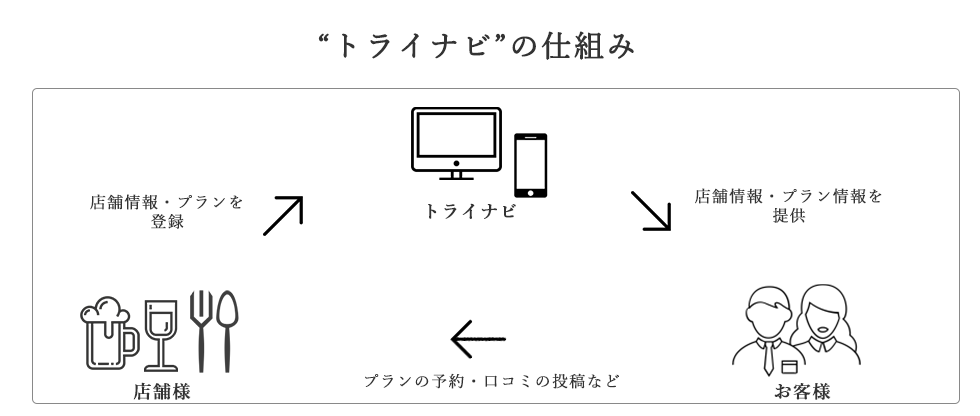 “トライナビ”の仕組み
店舗情報・プランを
登録
トライナビ
店舗情報・プラン情報を
提供
店舗様
プランの予約・口コミの投稿など
お客様